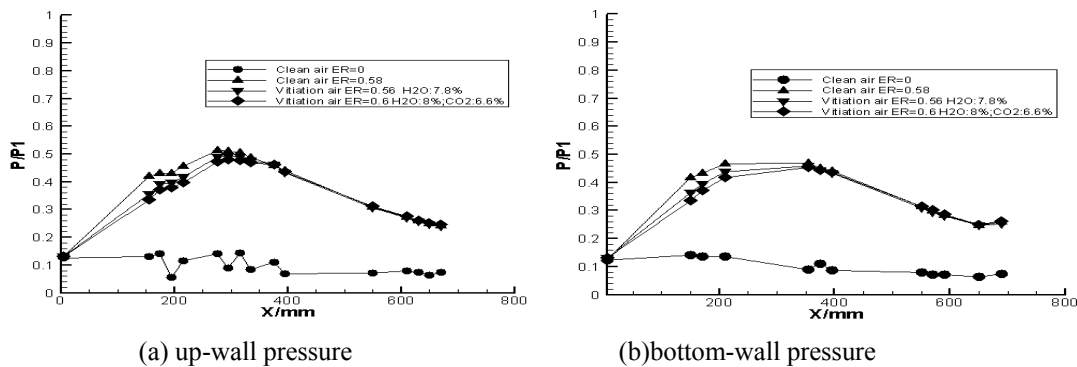 1
0.9
0.8
0.7
0.6
0.5
0.4
0.3
0.2
0.1
0
P/P1
Clean air ER=0
Clean air ER=0.58
Vitiation air ER=0.56 H2O:7.8%
Vitiation air ER=0.6 H2O:8%;CO2:6.6%
0 200 400 600 800
X/mm
(a) up-wall pressure
1
0.9
0.8
0.7
0.6
0.5
0.4
0.3
0.2
0.1
0
P/P1
Clean air ER=0
Clean air ER=0.58
Vitiation air ER=0.56 H2O:7.8%
Vitiation air ER=0.6 H2O:8%;CO2:6.6%
200 400 600 800
X/mm
(b)bottom-wall pressure